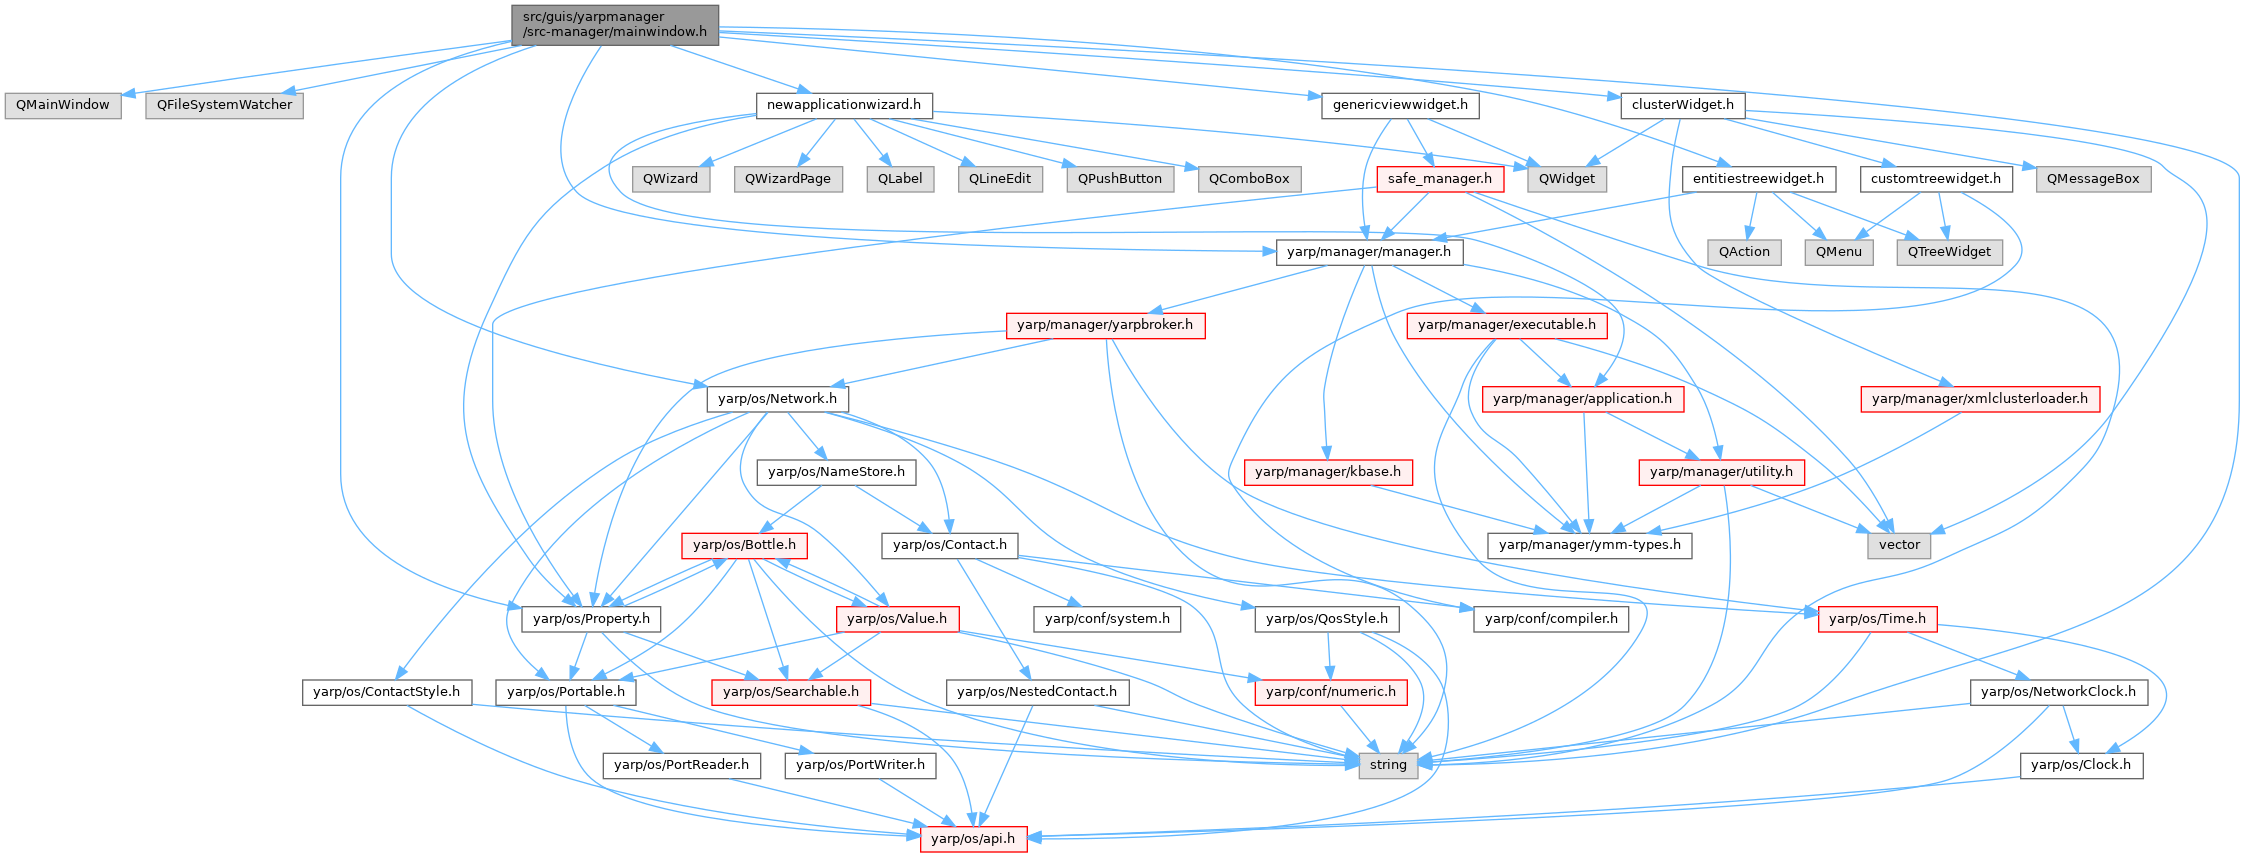 src/guis/yarpmanager
/src-manager/mainwindow.h
QMainWindow
QFileSystemWatcher
newapplicationwizard.h
genericviewwidget.h
clusterWidget.h
QWizard
QWizardPage
QLabel
QLineEdit
QPushButton
QComboBox
safe_manager.h
QWidget
entitiestreewidget.h
customtreewidget.h
QMessageBox
yarp/manager/manager.h
QAction
QMenu
QTreeWidget
yarp/manager/yarpbroker.h
yarp/manager/executable.h
yarp/os/Network.h
yarp/manager/application.h
yarp/manager/xmlclusterloader.h
yarp/os/NameStore.h
yarp/manager/kbase.h
yarp/manager/utility.h
yarp/os/Bottle.h
yarp/os/Contact.h
yarp/manager/ymm-types.h
vector
yarp/os/Property.h
yarp/os/Value.h
yarp/conf/system.h
yarp/os/QosStyle.h
yarp/conf/compiler.h
yarp/os/Time.h
yarp/os/ContactStyle.h
yarp/os/Portable.h
yarp/os/Searchable.h
yarp/os/NestedContact.h
yarp/conf/numeric.h
yarp/os/NetworkClock.h
yarp/os/PortReader.h
yarp/os/PortWriter.h
string
yarp/os/Clock.h
yarp/os/api.h